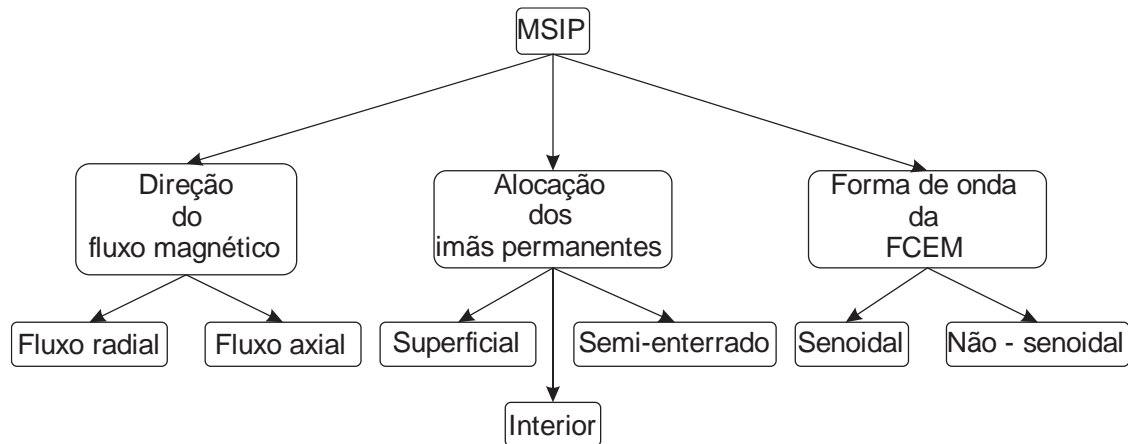 MSIP
Direção
do
fluxo magnético
Alocação
dos
imãs permanentes
Forma de onda
da
FCEM
Fluxo radial
Fluxo axial
Superficial
Semi-enterrado
Senoidal
Não - senoidal
Interior